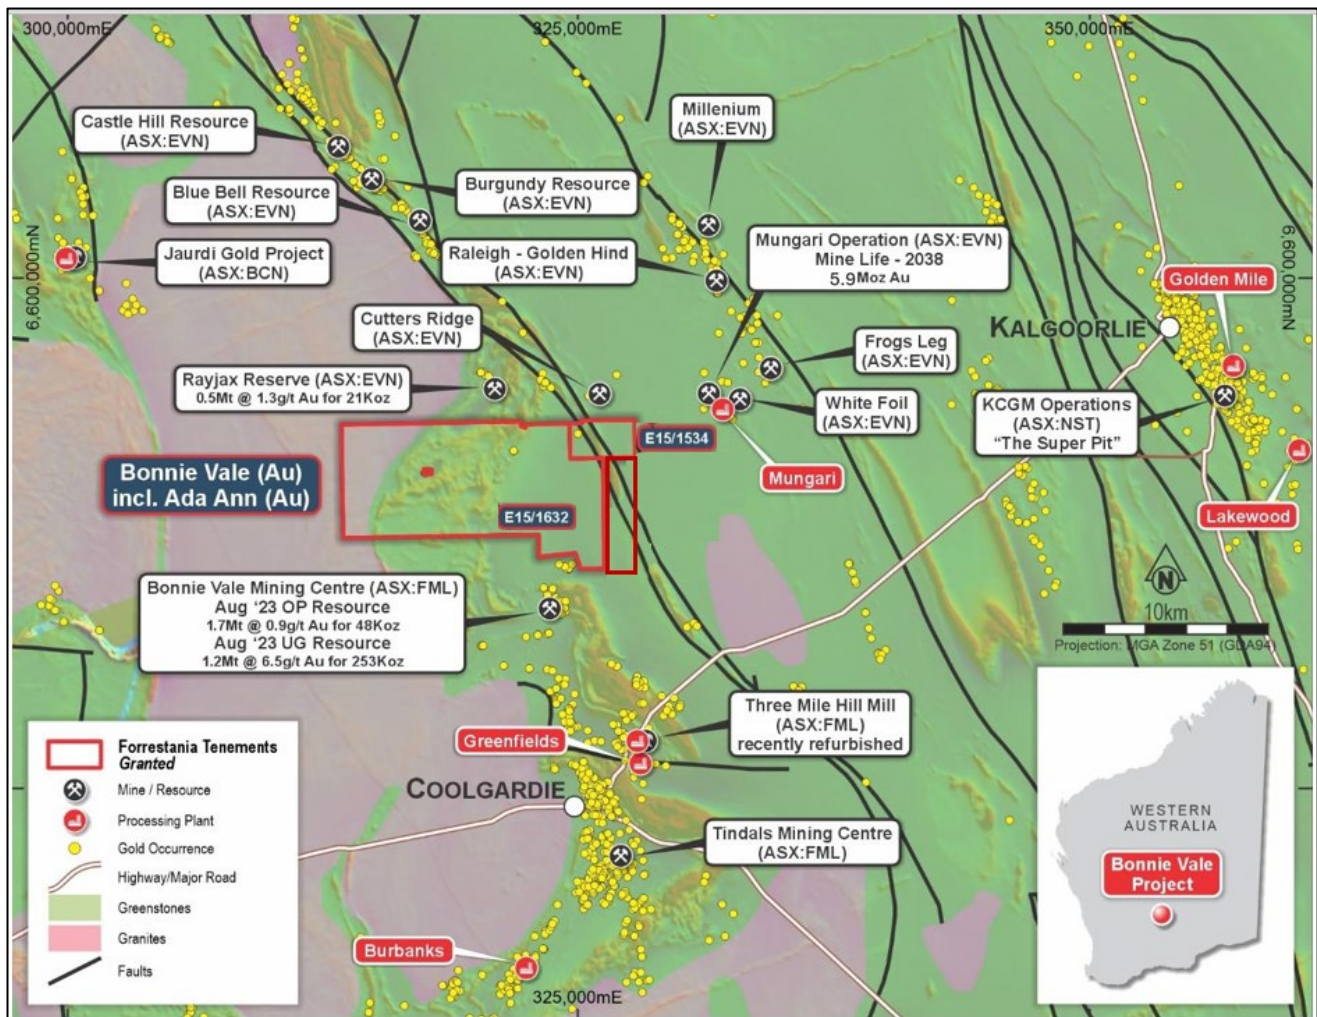 300,000mE
325,000mE
350,000mE
Castle Hill Resource
(ASX:EVN)
Millenium
(ASX:EVN)
Blue Bell Resource
(ASX:EVN)
Burgundy Resource
(ASX:EVN)
Jaurdi Gold Project
(ASX:BCN)
Raleigh - Golden Hind
(ASX:EVN)
Mungari Operation (ASX:EVN)
Mine Life - 2038
5.9Moz Au
6,600,000mN
6,600,000mN
Golden Mile
KALGOORLIE
Cutters Ridge
(ASX:EVN)
Frogs Leg
(ASX:EVN)
Rayjax Reserve (ASX:EVN)
0.5Mt @ 1.3g/t Au for 21Koz
White Foil
(ASX:EVN)
KCGM Operations
(ASX:NST)
“The Super Pit”
E15/1534
Bonnie Vale (Au)
incl. Ada Ann (Au)
Mungari
E15/1632
Lakewood
Bonnie Vale Mining Centre (ASX:FML)
Aug ‘23 OP Resource
1.7Mt @ 0.9g/t Au for 48Koz
Aug ‘23 UG Resource
1.2Mt @ 6.5g/t Au for 253Koz
N
10km
Projection: MGA Zone 51 (GDA94)
Three Mile Hill Mill
(ASX:FML)
recently refurbished
Greenfields
COOLGARDIE
Tindals Mining Centre
(ASX:FML)
Burbanks
325,000mE
Forrestania Tenements
Granted
Mine / Resource
Processing Plant
Gold Occurrence
Highway/Major Road
Greenstones
Granites
Faults
WESTERN
AUSTRALIA
Bonnie Vale
Project